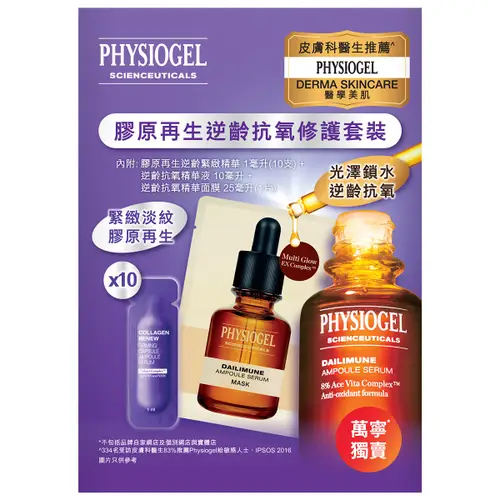 PHYSIOGEL
SCIENCEUTICALS
皮膚科醫生推薦^
PHYSIOGEL
DERMA SKINCARE
醫學美肌
膠原再生逆齡抗氧修護套裝
內附: 膠原再生逆齡緊緻精華 1毫升(10支) +
逆齡抗氧精華液 10毫升 +
逆齡抗氧精華面膜 25毫升(1片)
光澤鎖水
逆齡抗氧
緊緻淡紋
膠原再生
x10
COLLAGEN
RENEW
FIRMING
CAPSULE
AMPOULE
SERUM
1 ml
Multi Glow
EX Complex™
PHYSIOGEL
SCIENCEUTICALS
DAILIMUNE
AMPOULE SERUM
MASK
PHYSIOGEL
SCIENCEUTICALS
DAILIMUNE
AMPOULE SERUM
8% Ace Vita Complex™
Anti-oxidant formula
萬寧*
獨賣
*不包括品牌自家網店及個別網店與實體店
^334名受訪皮膚科醫生83%推薦Physiogel給敏感人士，IPSOS 2016
圖片只供參考